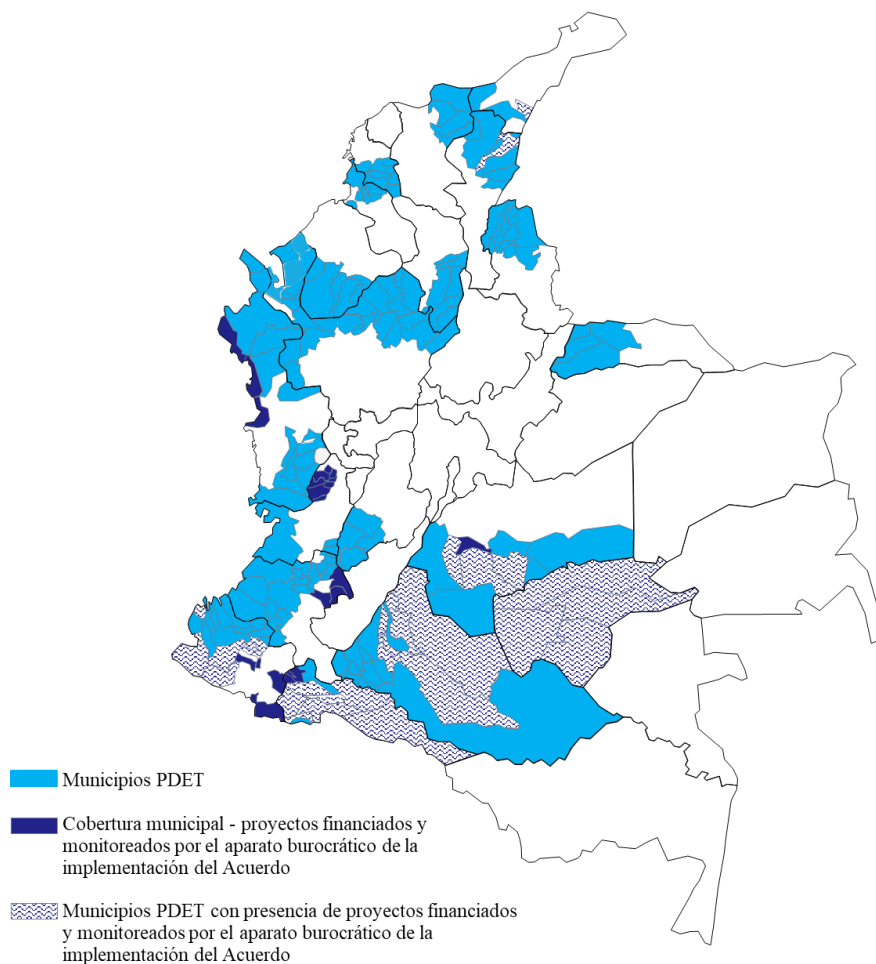 Municipios PDET
Cobertura municipal - proyectos financiados y
monitoreados por el aparato burocrático de la
implementación del Acuerdo
Municipios PDET con presencia de proyectos financiados
y monitoreados por el aparato burocrático de la
implementación del Acuerdo